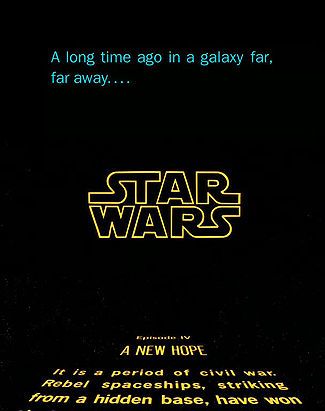 A long time ago in a galaxy far,
far away....
STAR
WARS
Episode IV
A NEW HOPE
It is a period of civil war.
Rebel spaceships, striking
from a hidden base, have won